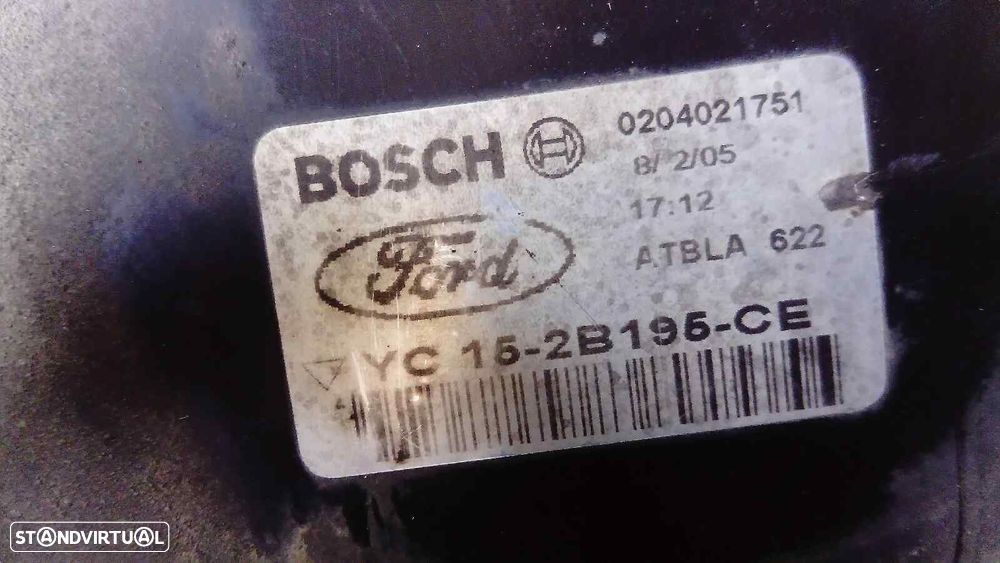 BOSCH 0204021751
8/ 2/05
17:12
Ford ATBLA 622
YC 15-2B195-CE
STANDVIRTUAL